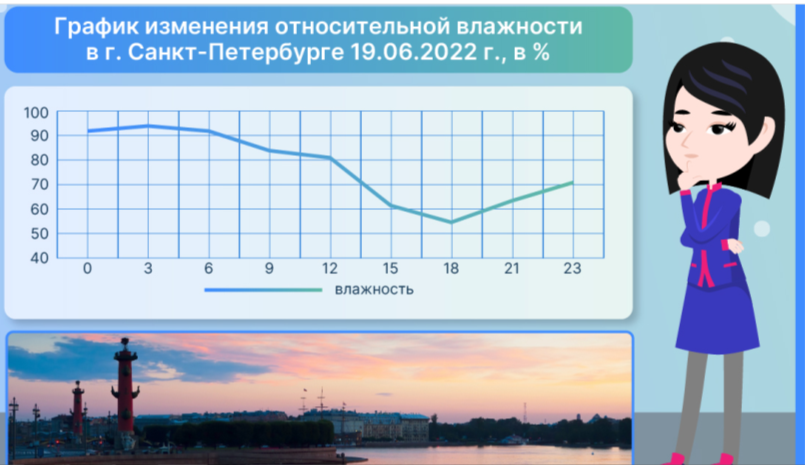 График изменения относительной влажности
в г. Санкт-Петербурге 19.06.2022 г., в %
100
90
80
70
60
50
40
0 3 6 9 12 15 18 21 23
влажность